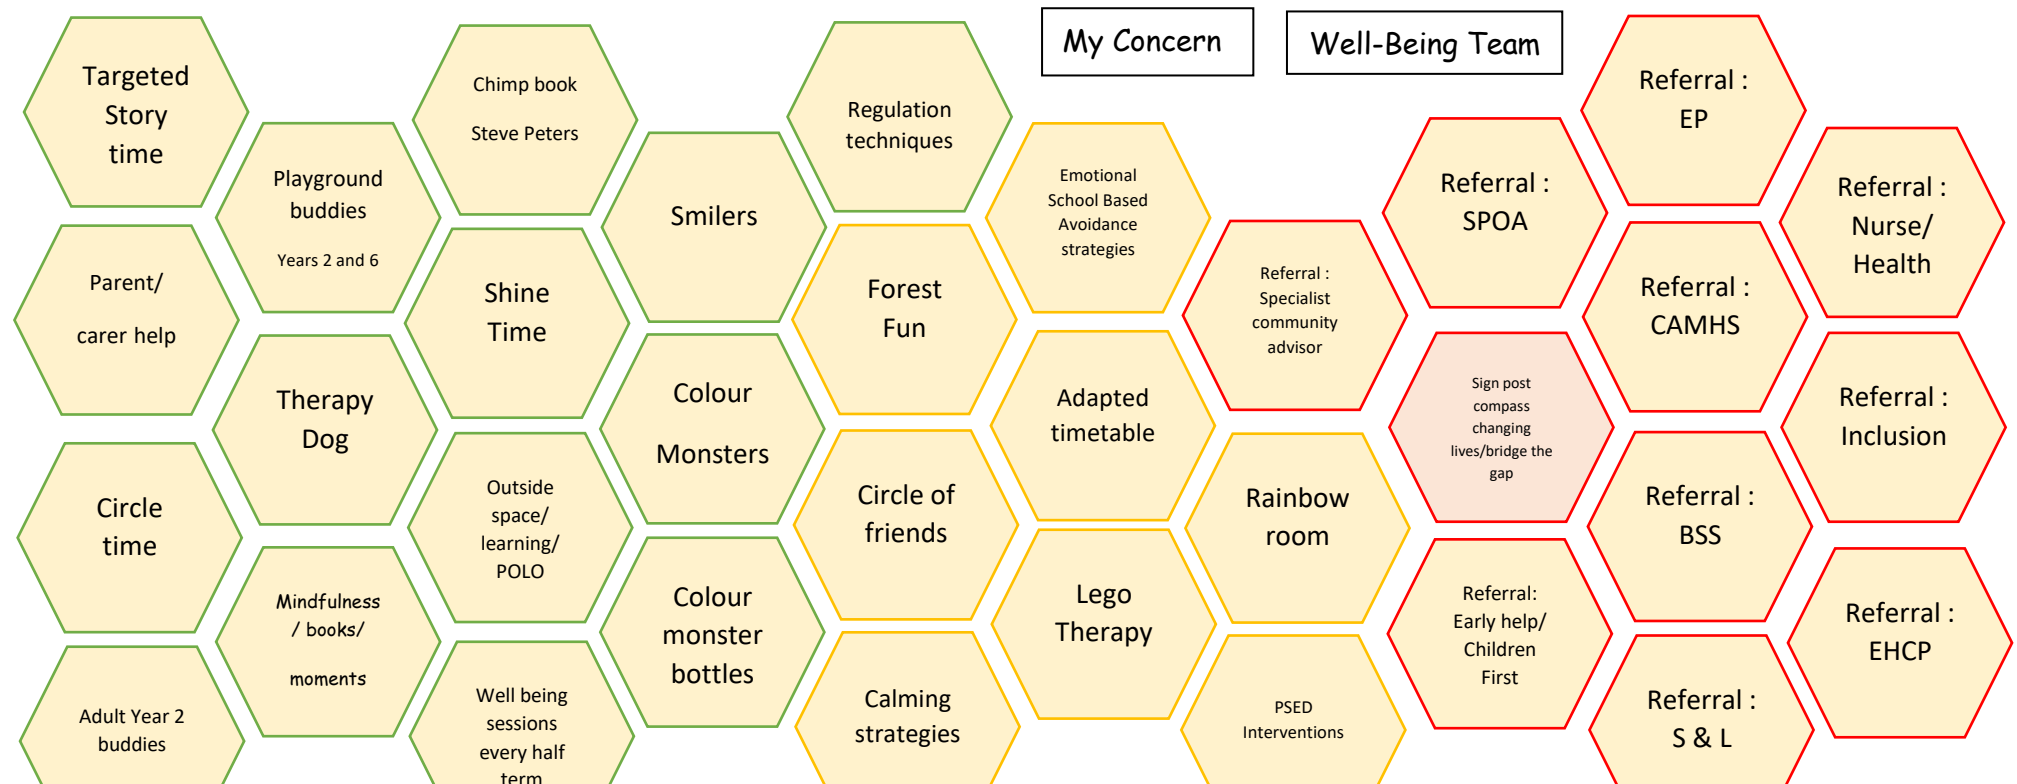 Targeted
Story
time
Parent/
carer help
Circle
time
Adult Year 2
buddies
Playground
buddies
Years 2 and 6
Therapy
Dog
Mindfulness
/ books/
moments
Chimp book
Steve Peters
Shine
Time
Outside
space/
learning/
POLO
Well being
sessions
every half
term
Smilers
Colour
Monsters
Colour
monster
bottles
Regulation
techniques
Forest
Fun
Circle of
friends
Calming
strategies
My Concern
Well-Being Team
Emotional
School Based
Avoidance
strategies
Adapted
timetable
Lego
Therapy
Referral :
Specialist
community
advisor
Rainbow
room
PSED
Interventions
Referral :
SPOA
Sign post
compass
changing
lives/bridge the
gap
Referral:
Early help/
Children
First
Referral :
EP
Referral :
CAMHS
Referral :
BSS
Referral :
S & L
Referral :
Nurse/
Health
Referral :
Inclusion
Referral :
EHCP